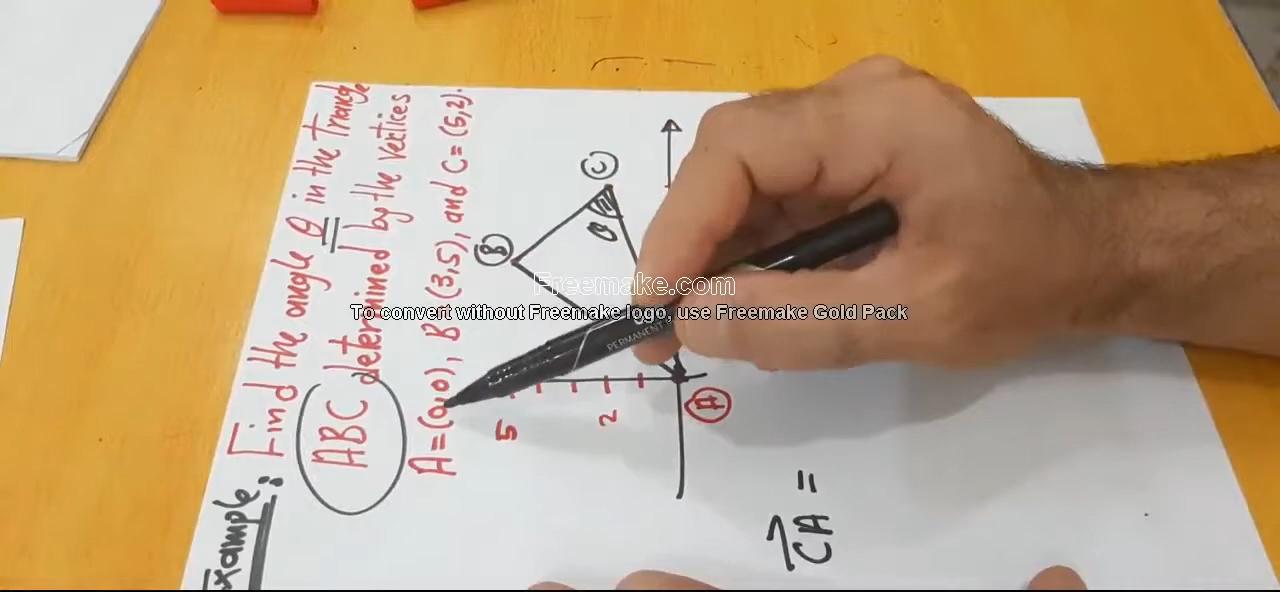 Example: Find the angle θ in the Triangle
ABC determined by the vertices
A=(0,0), B=(3,5), and C=(5,2).
B
C
θ
5
2
A
CA =
PERMANENT
Freemake.com
To convert without Freemake logo, use Freemake Gold Pack